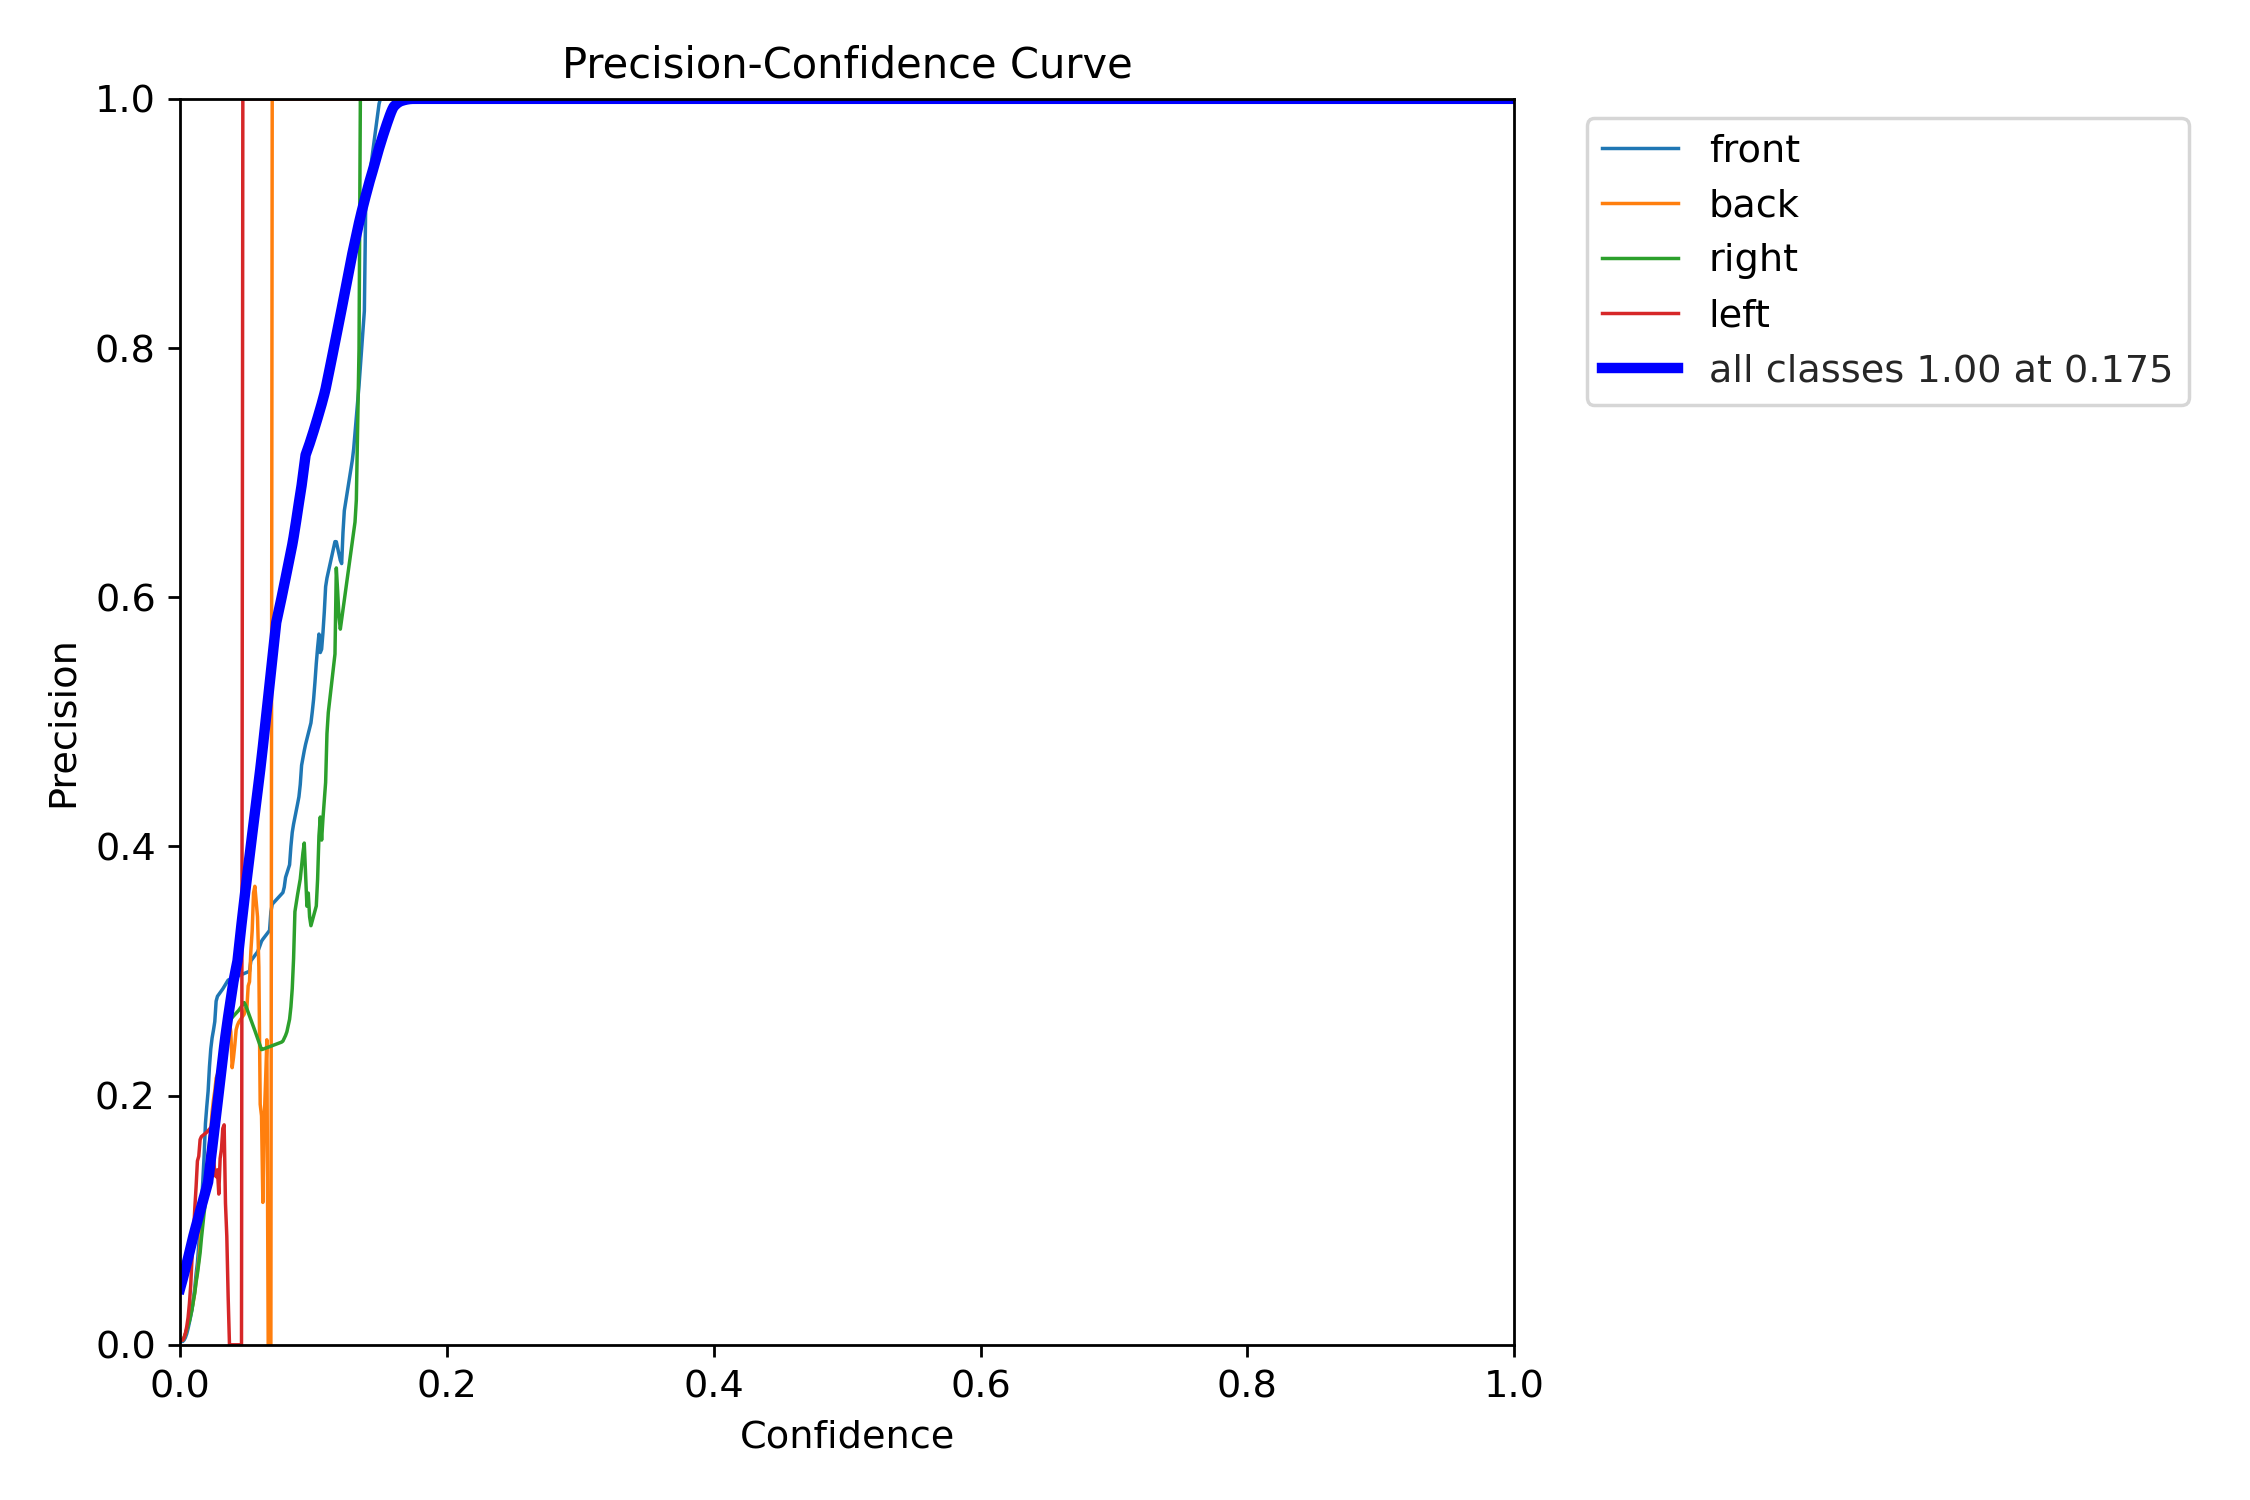 Precision-Confidence Curve
1.0
0.8
0.6
0.4
0.2
0.0
Precision
0.0 0.2 0.4 0.6 0.8 1.0
Confidence
front
back
right
left
all classes 1.00 at 0.175